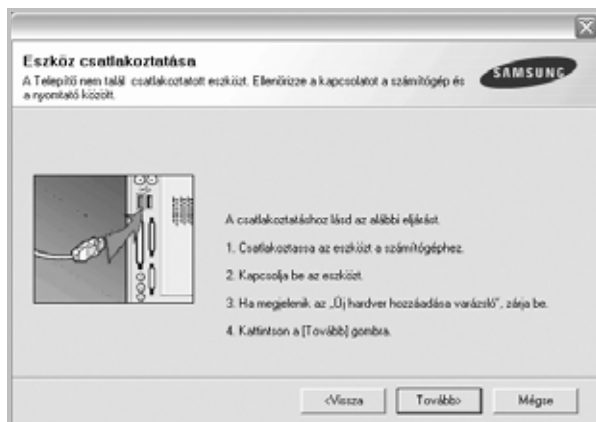 Eszköz csatlakoztatása
A Telepítő nem talál csatlakoztatott eszközt. Ellenőrizze a kapcsolatot a számítógép és
a nyomtató között.
SAMSUNG
A csatlakoztatáshoz lásd az alábbi eljárást.
1. Csatlakoztassa az eszközt a számítógéphez.
2. Kapcsolja be az eszközt.
3. Ha megjelenik az „Új hardver hozzáadása varázsló", zárja be.
4. Kattintson a [Tovább] gombra.
<Vissza
Tovább>
Mégse